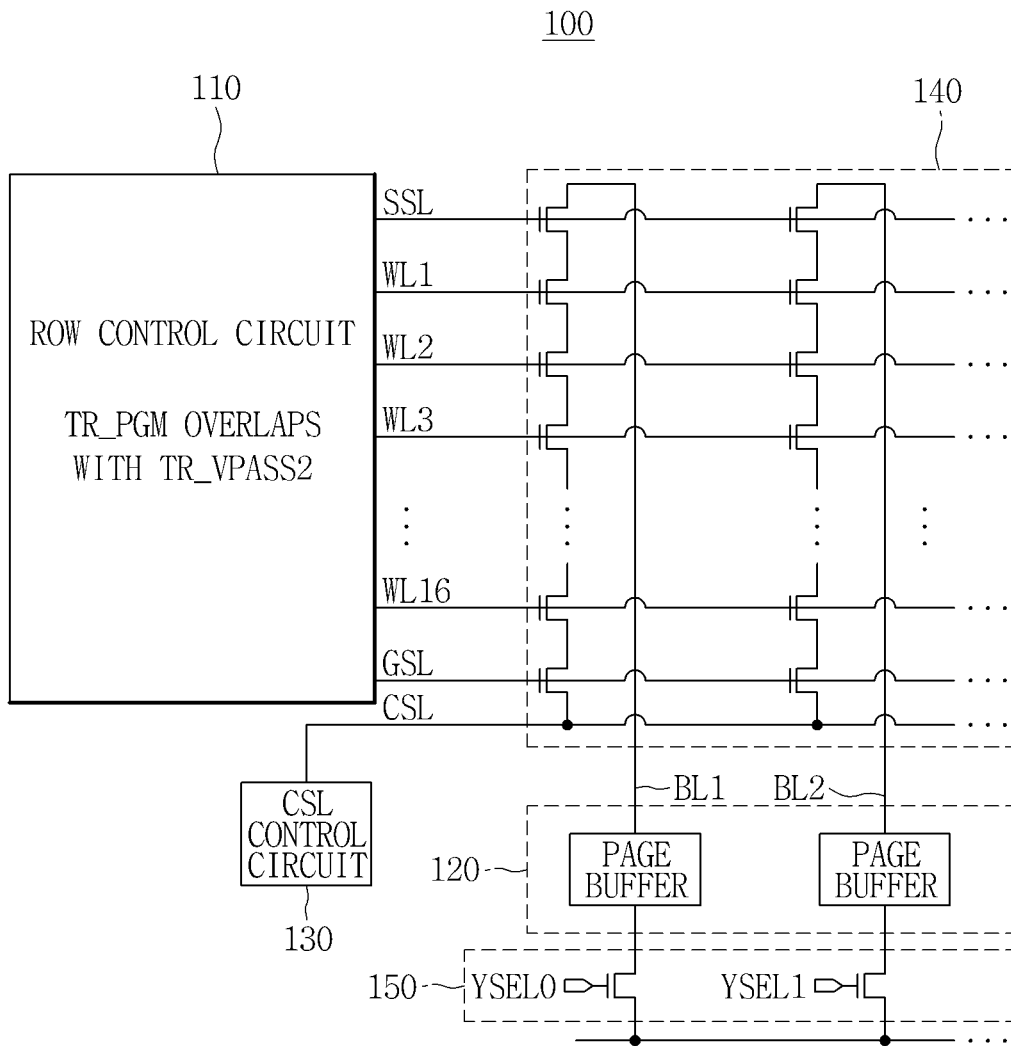 100
110
140
SSL
WL1
ROW CONTROL CIRCUIT
WL2
TR_PGM OVERLAPS
WITH TR_VPASS2
WL3
WL16
GSL
CSL
BL1
BL2
CSL
CONTROL
CIRCUIT
130
120
PAGE
BUFFER
PAGE
BUFFER
150
YSEL0
YSEL1